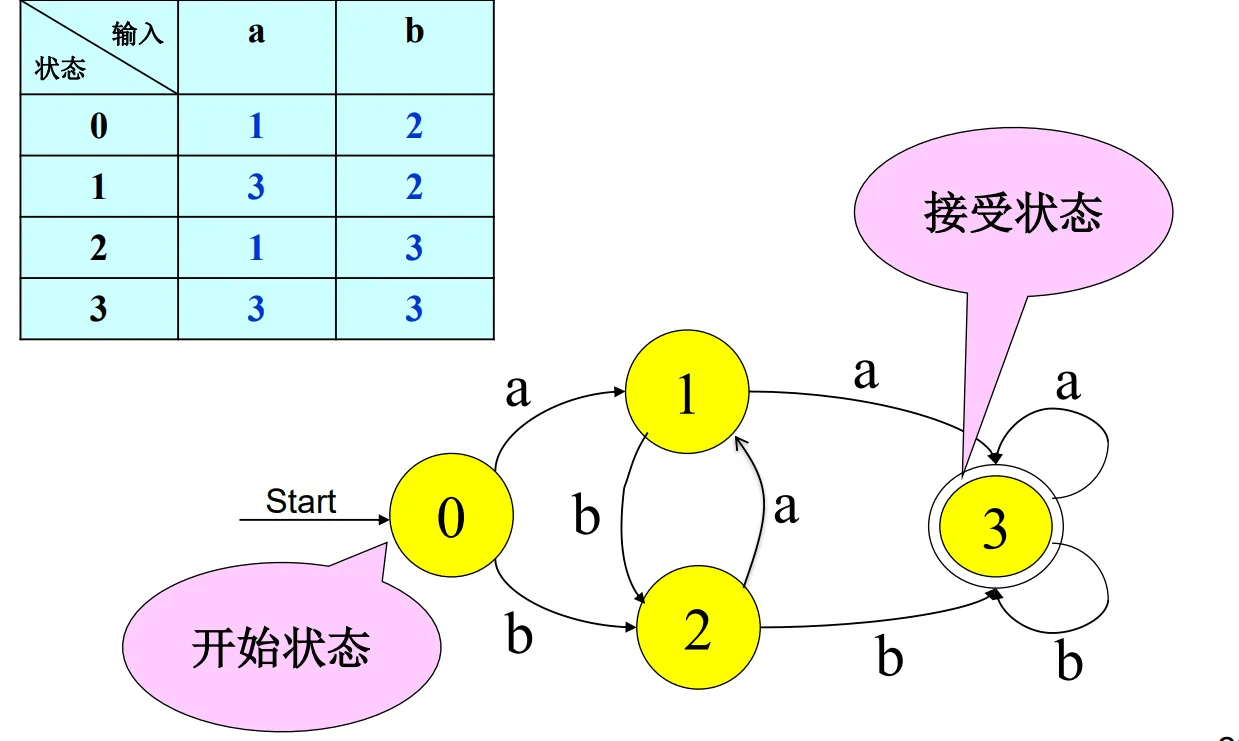 输入 a b
状态
0 1 2
1 3 2
2 1 3
3 3 3
接受状态
a 1 a a
Start 0 b a 3
b 2 b b
开始状态